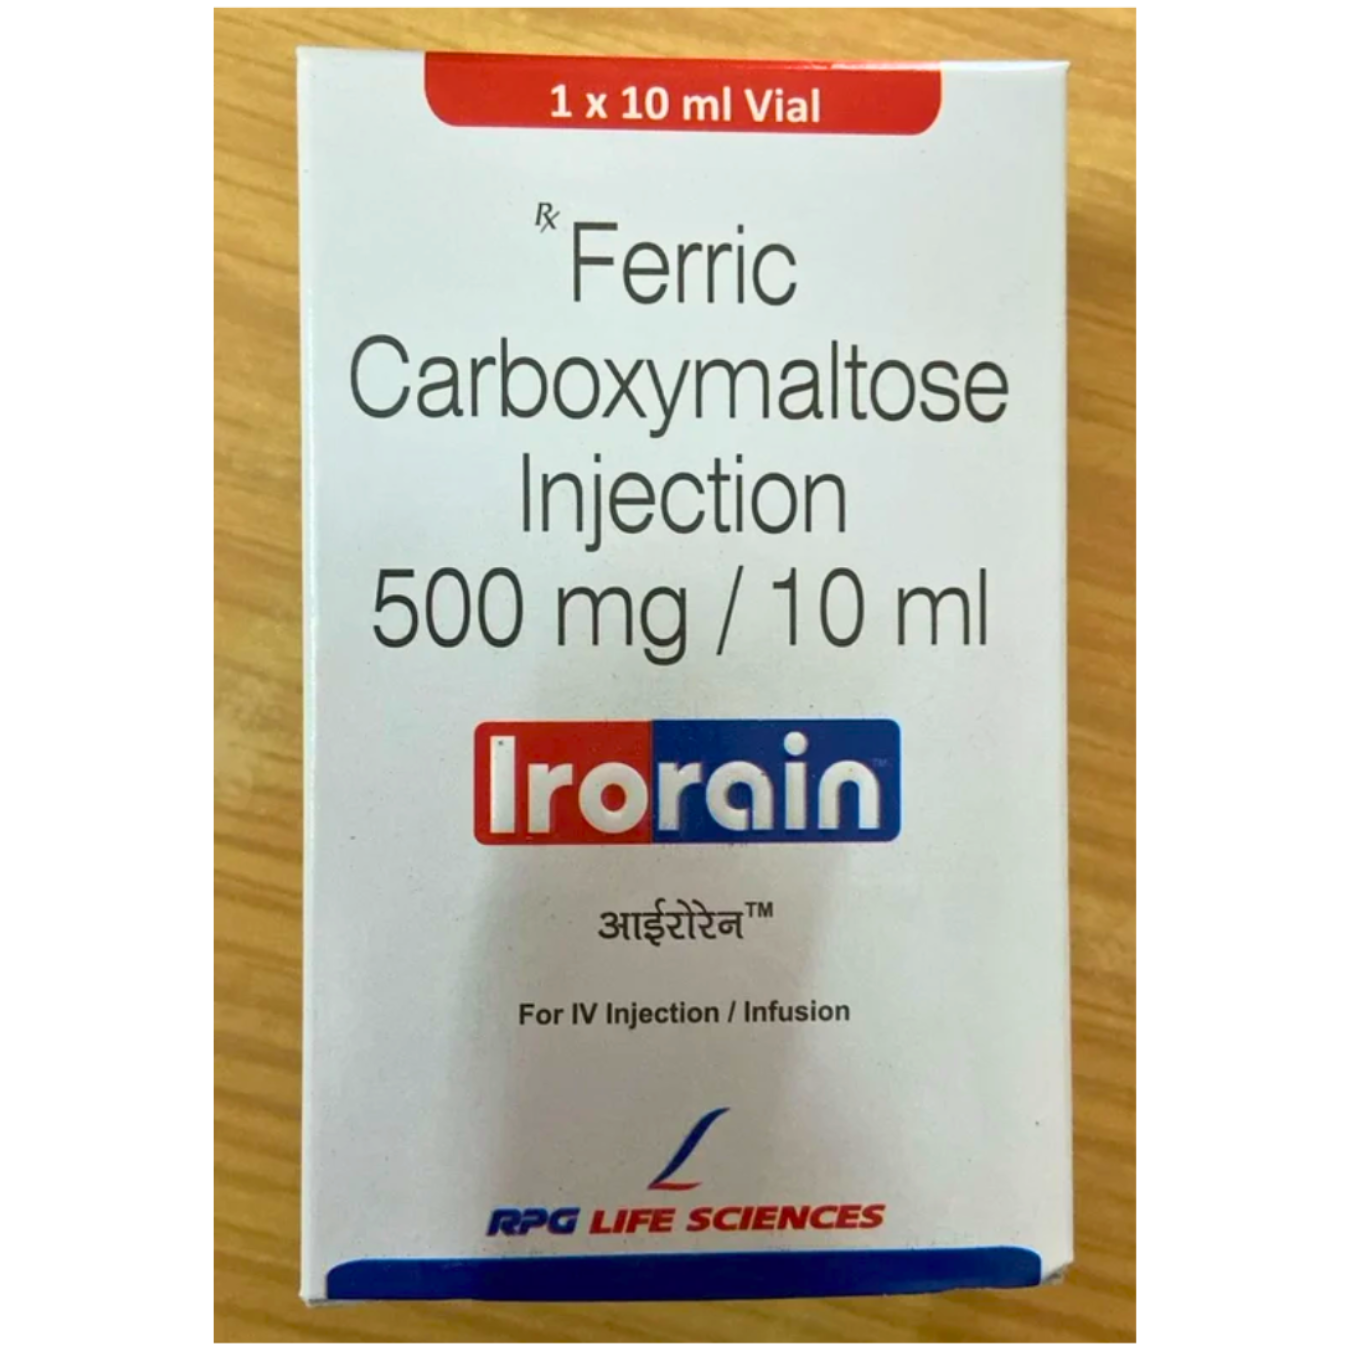 1 x 10 ml Vial
Rx Ferric
Carboxymaltose
Injection
500 mg / 10 ml
Irorain™
आईरोरेन™
For IV Injection / Infusion
RPG LIFE SCIENCES